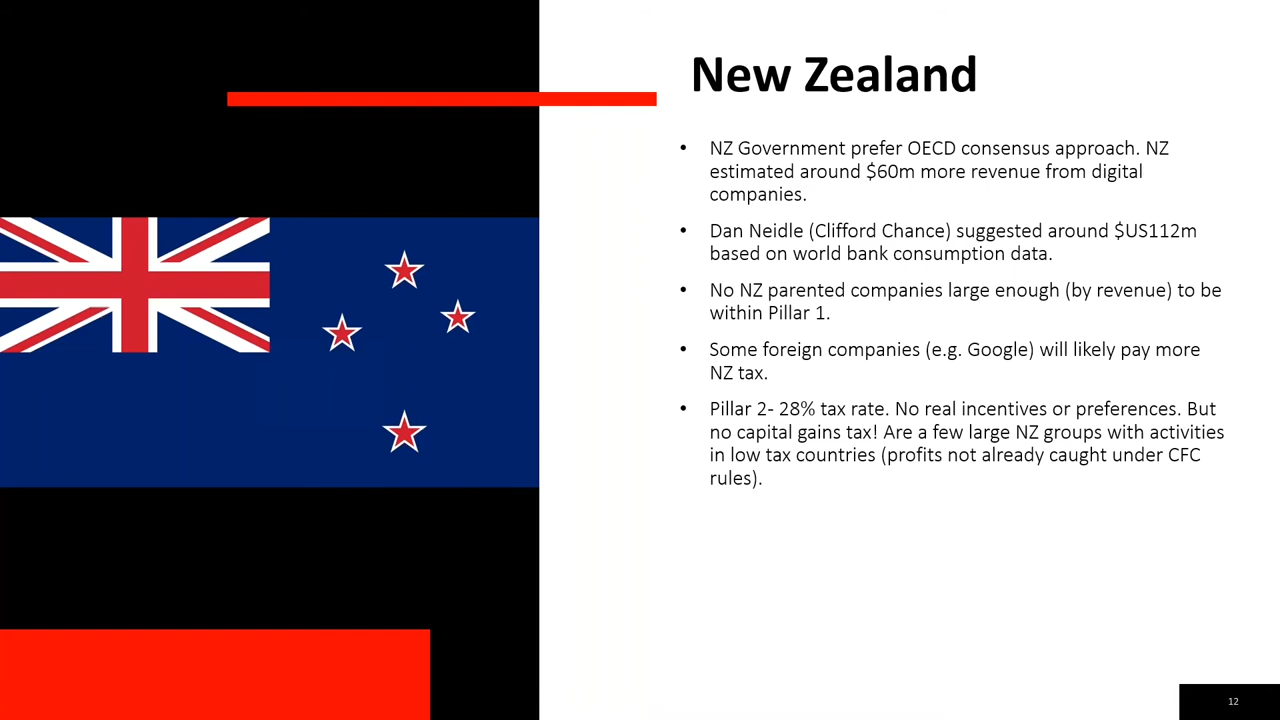 New Zealand
• NZ Government prefer OECD consensus approach. NZ
estimated around $60m more revenue from digital
companies.
• Dan Neidle (Clifford Chance) suggested around $US112m
based on world bank consumption data.
• No NZ parented companies large enough (by revenue) to be
within Pillar 1.
• Some foreign companies (e.g. Google) will likely pay more
NZ tax.
• Pillar 2- 28% tax rate. No real incentives or preferences. But
no capital gains tax! Are a few large NZ groups with activities
in low tax countries (profits not already caught under CFC
rules).
12